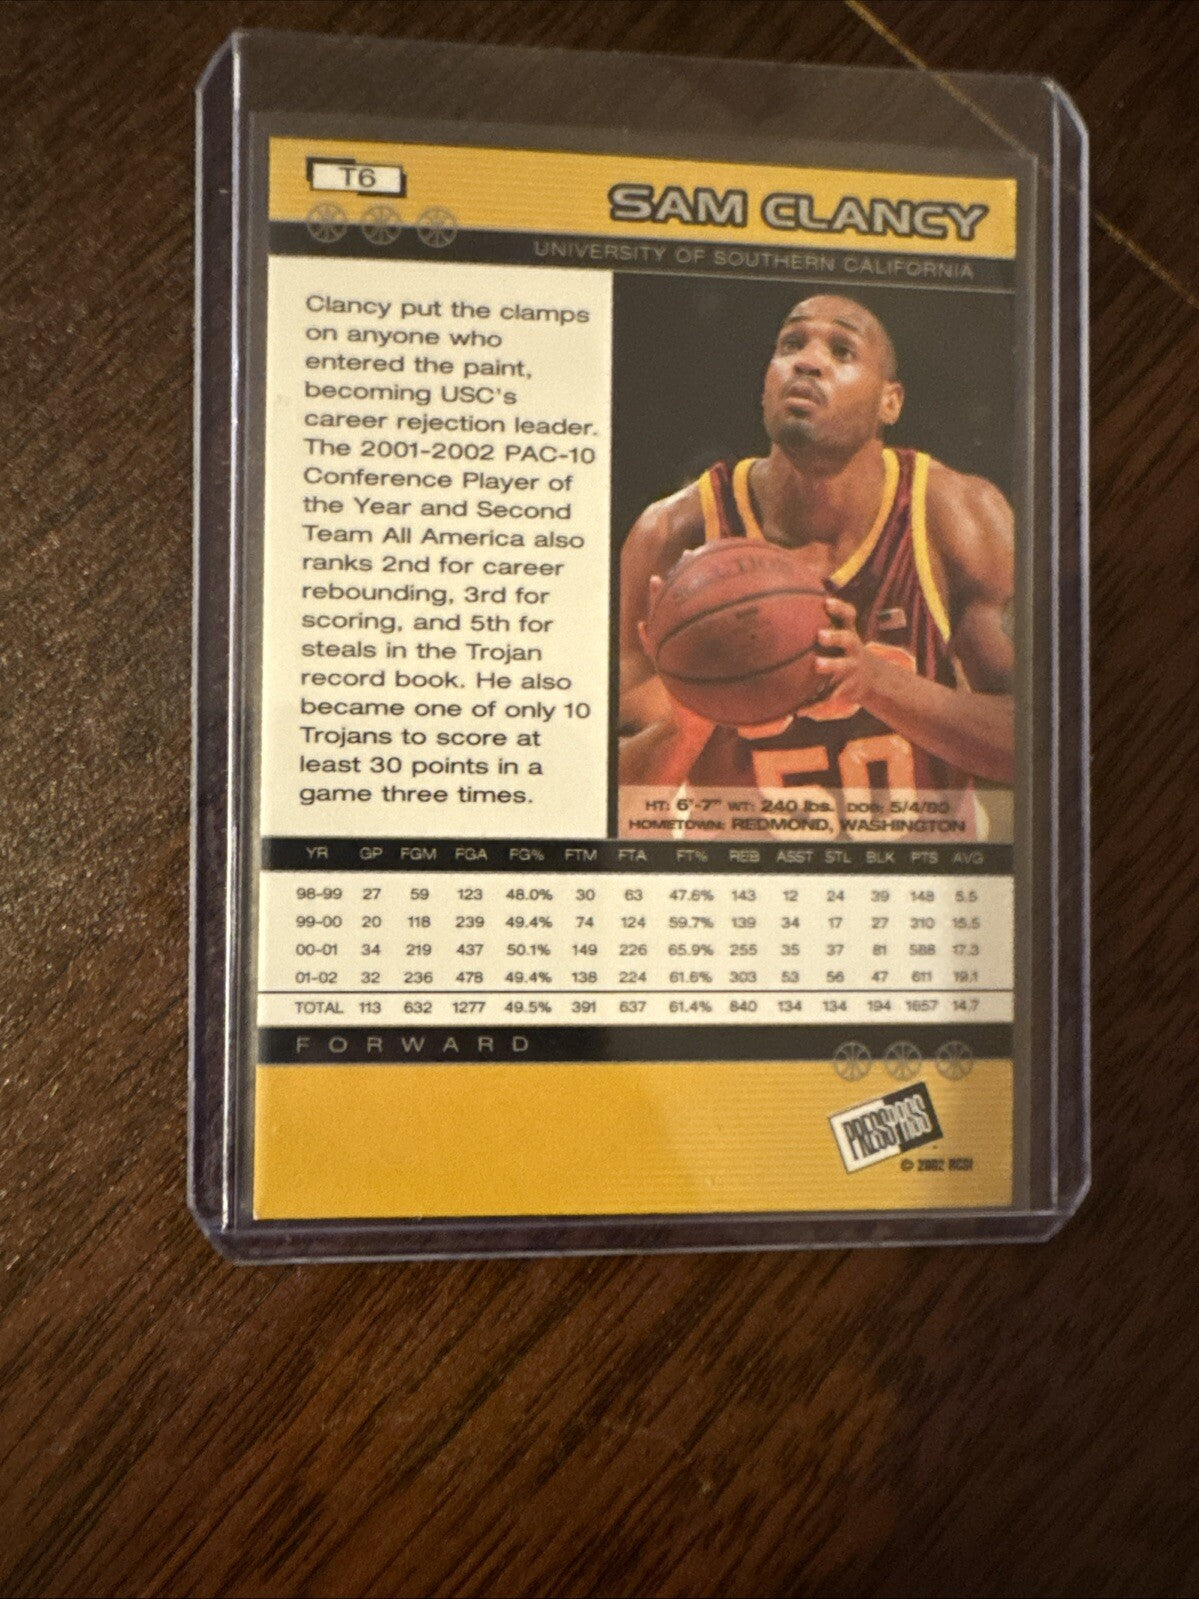 T6
SAM CLANCY
UNIVERSITY OF SOUTHERN CALIFORNIA
Clancy put the clamps
on anyone who
entered the paint,
becoming USC's
career rejection leader.
The 2001-2002 PAC-10
Conference Player of
the Year and Second
Team All America also
ranks 2nd for career
rebounding, 3rd for
scoring, and 5th for
steals in the Trojan
record book. He also
became one of only 10
Trojans to score at
least 30 points in a
game three times.
50
HT: 6'-7" WT: 240 lbs. DOB: 5/4/80
HOMETOWN: REDMOND, WASHINGTON
YR GP FGM FGA FG% FTM FTA FT% REB ASST STL BLK PTS AVG
98-99 27 59 123 48.0% 30 63 47.6% 143 12 24 39 148 5.5
99-00 20 118 239 49.4% 74 124 59.7% 139 34 17 27 310 15.5
00-01 34 219 437 50.1% 149 226 65.9% 255 35 37 81 588 17.3
01-02 32 236 478 49.4% 138 224 61.6% 303 53 56 47 611 19.1
TOTAL 113 632 1277 49.5% 391 637 61.4% 840 134 134 194 1657 14.7
FORWARD
PRESS PASS
© 2002 RCSI